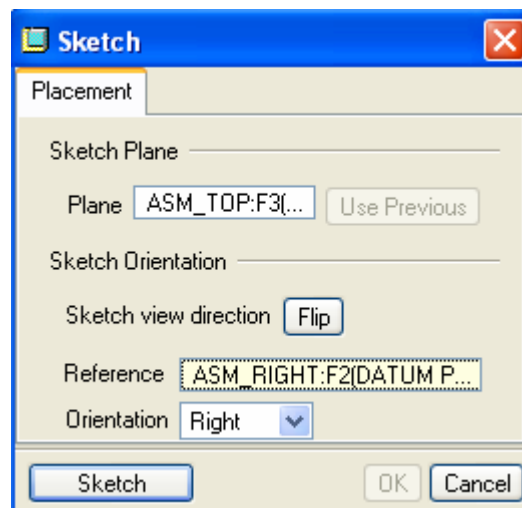 Sketch
Placement
Sketch Plane
Plane ASM_TOP:F3(... Use Previous
Sketch Orientation
Sketch view direction Flip
Reference ASM_RIGHT:F2(DATUM P...
Orientation Right
Sketch OK Cancel